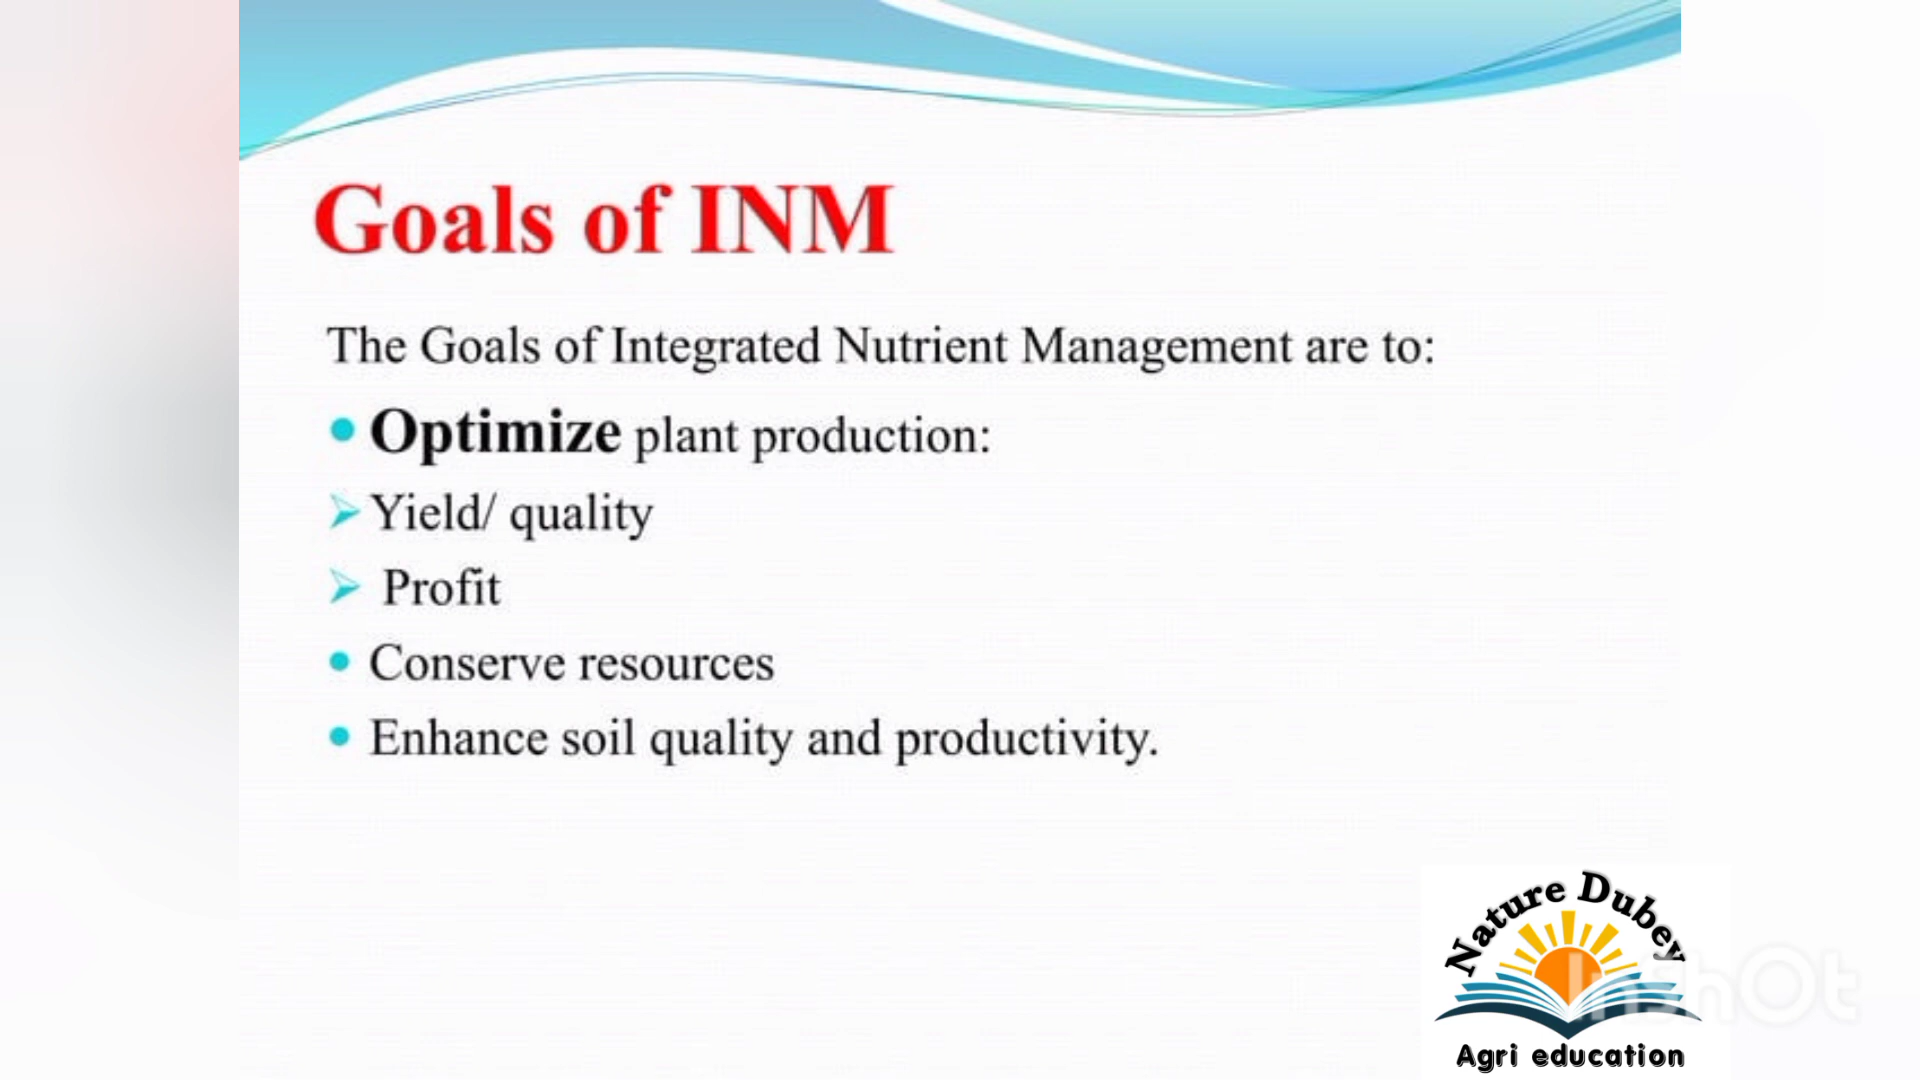 Goals of INM
The Goals of Integrated Nutrient Management are to:
• Optimize plant production:
➢ Yield/ quality
➢ Profit
• Conserve resources
• Enhance soil quality and productivity.
Nature Dubey
InShOt
Agri education